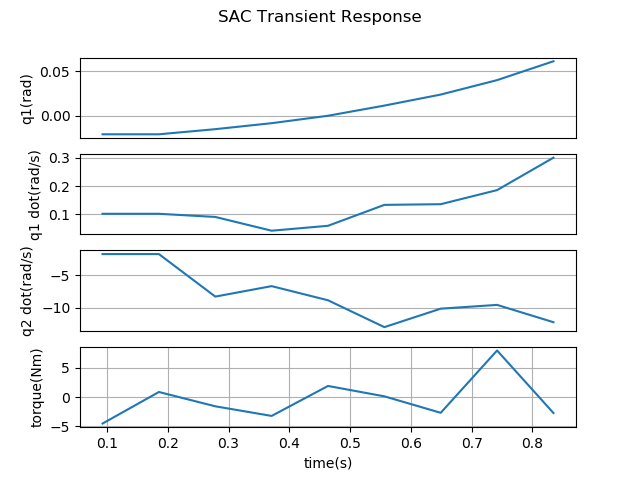 SAC Transient Response
q1(rad)
0.05
0.00
q1 dot(rad/s)
0.3
0.2
0.1
q2 dot(rad/s)
−5
−10
torque(Nm)
5
0
−5
0.1 0.2 0.3 0.4 0.5 0.6 0.7 0.8
time(s)